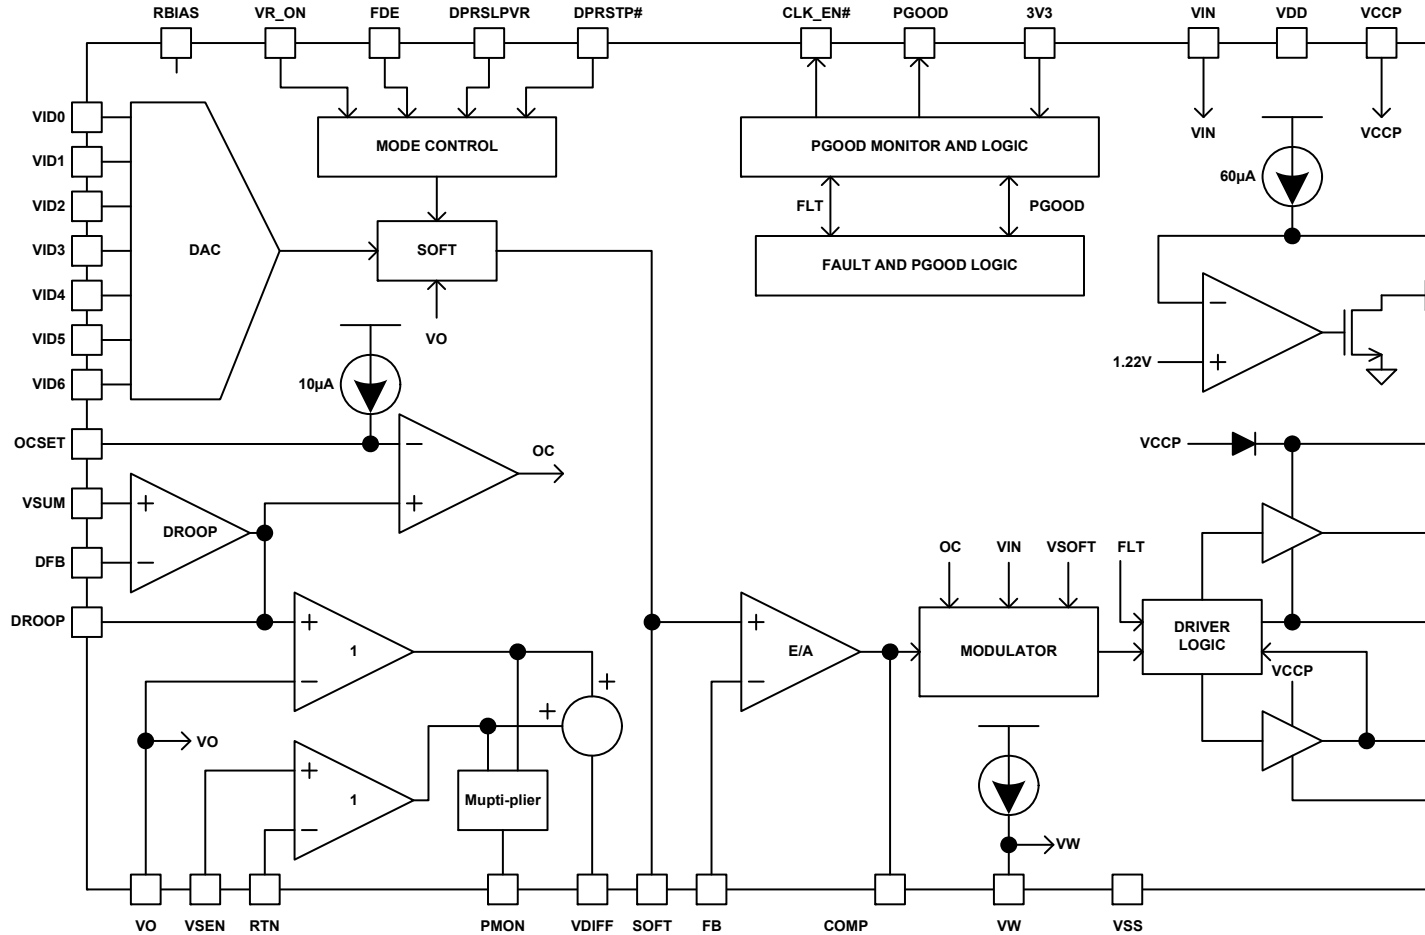 RBIAS
VR_ON
FDE
DPRSLPVR
DPRSTP#
CLK_EN#
PGOOD
3V3
VIN
VDD
VCCP
VID0
VID1
VID2
VID3
VID4
VID5
VID6
DAC
MODE CONTROL
SOFT
VO
PGOOD MONITOR AND LOGIC
FLT
PGOOD
FAULT AND PGOOD LOGIC
VIN
VCCP
60µA
−
+
1.22V
10µA
OCSET
−
+
OC
VSUM
DFB
+
−
DROOP
DROOP
+
−
1
VO
+
−
1
+
+
Mupti-plier
+
−
E/A
OC
VIN
VSOFT
FLT
MODULATOR
DRIVER
LOGIC
VCCP
VCCP
VW
VO
VSEN
RTN
PMON
VDIFF
SOFT
FB
COMP
VW
VSS